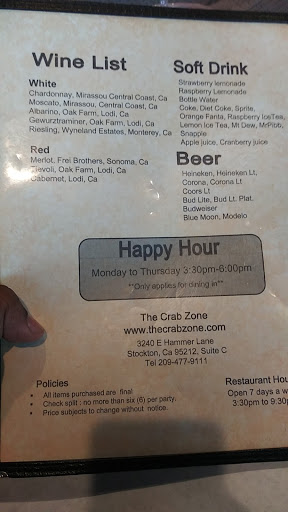 Wine List
White
Chardonnay, Mirassou Central Coast, Ca
Moscato, Mirassou, Central Coast, Ca
Albarino, Oak Farm, Lodi, Ca
Gewurztraminer, Oak Farm, Lodi, Ca
Riesling, Wyneland Estates, Monterey, Ca
Red
Merlot, Frei Brothers, Sonoma, Ca
Tievoli, Oak Farm, Lodi, Ca
Cabernet, Lodi, Ca
Soft Drink
Strawberry lemonade
Raspberry Lemonade
Bottle Water
Coke, Diet Coke, Sprite,
Orange Fanta, Raspberry IceTea,
Lemon Ice Tea, Mt Dew, MrPibb,
Snapple
Apple juice, Cranberry juice
Beer
Heineken, Heineken Lt,
Corona, Corona Lt
Coors Lt
Bud Lite, Bud Lt. Plat.
Budweiser
Blue Moon, Modelo
Happy Hour
Monday to Thursday 3:30pm-6:00pm
**Only applies for dining in**
The Crab Zone
www.thecrabzone.com
3240 E Hammer Lane
Stockton, Ca 95212, Suite C
Tel 209-477-9111
Policies
• All items purchased are final
• Check split : no more than six (6) per party.
• Price subjects to change without notice.
Restaurant Hou
Open 7 days a w
3:30pm to 9:30p